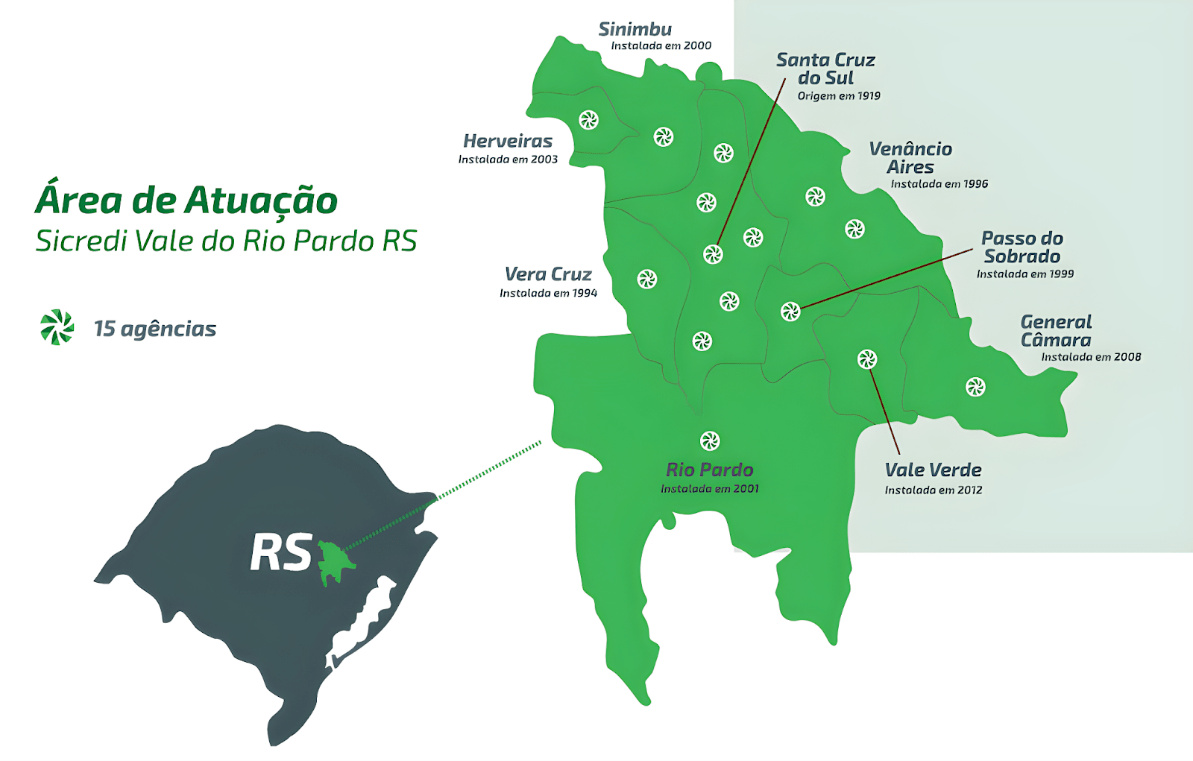 Sinimbu
Instalada em 2000
Santa Cruz
do Sul
Origem em 1919
Herveiras
Instalada em 2003
Venâncio
Aires
Instalada em 1996
Área de Atuação
Sicredi Vale do Rio Pardo RS
Passo do
Sobrado
Instalada em 1999
Vera Cruz
Instalada em 1994
15 agências
General
Câmara
Instalada em 2008
Rio Pardo
Instalada em 2001
Vale Verde
Instalada em 2012
RS